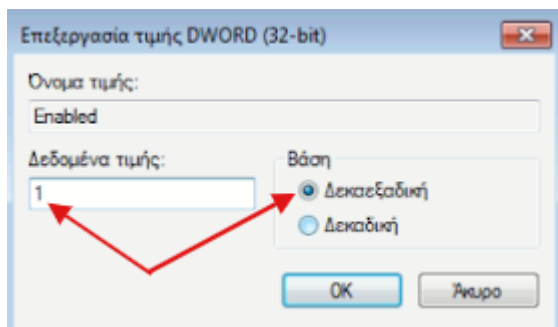 Επεξεργασία τιμής DWORD (32-bit)
Όνομα τιμής:
Enabled
Δεδομένα τιμής:
1
Βάση
Δεκαεξαδική
Δεκαδική
OK
Άκυρο